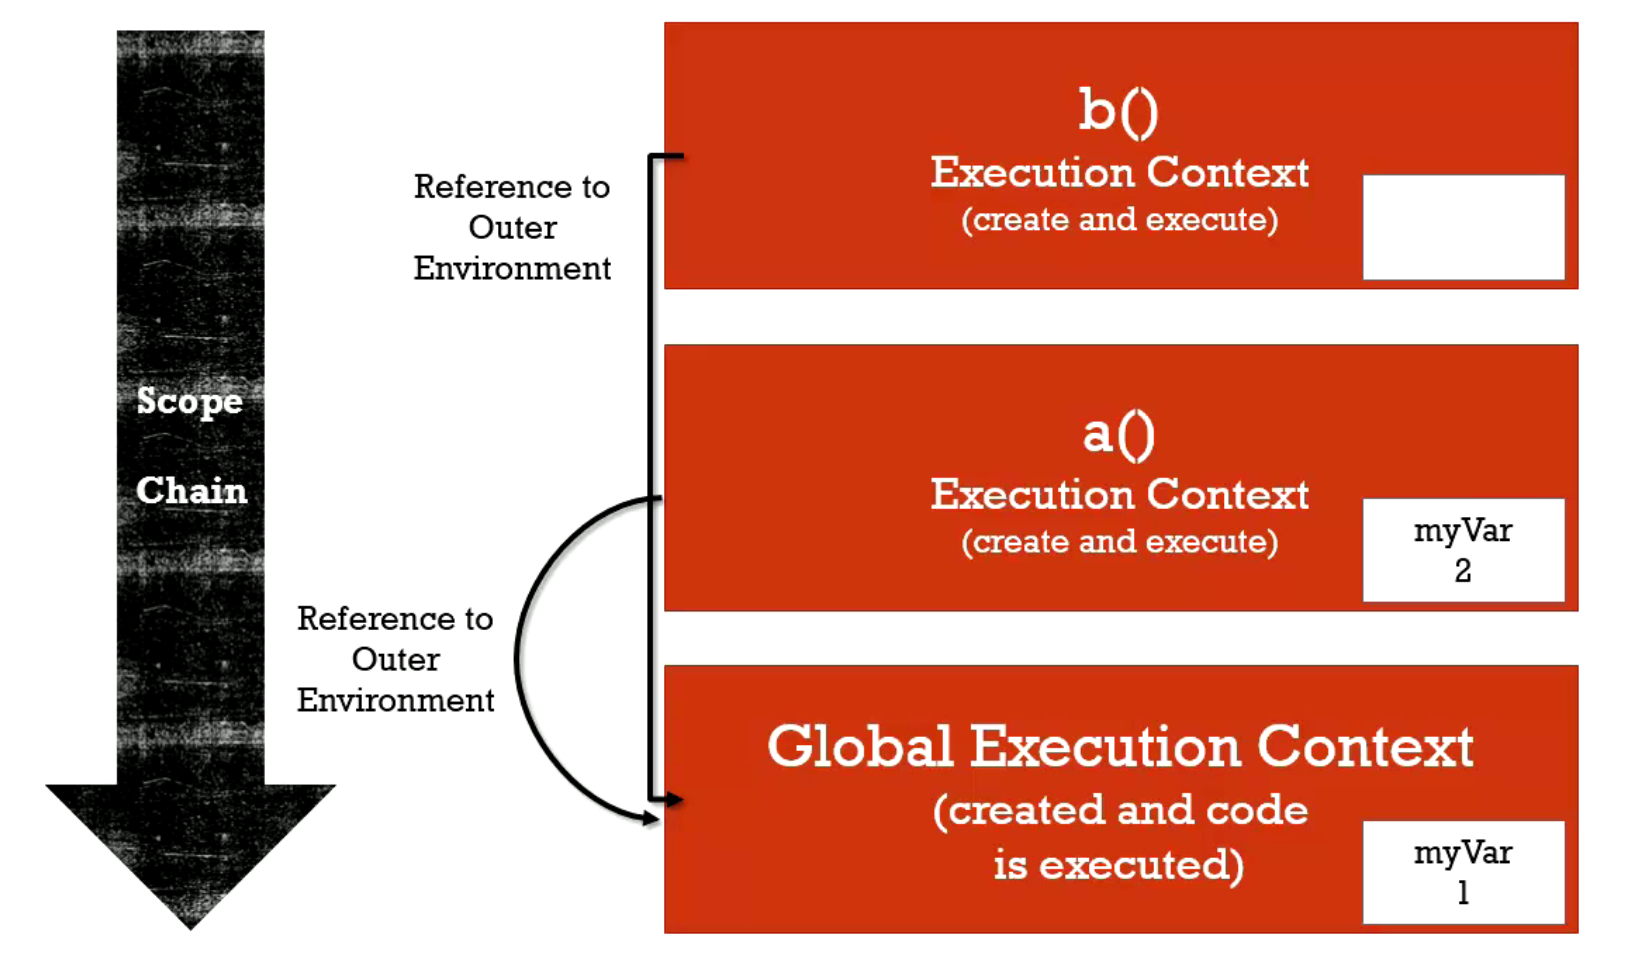 b()
Execution Context
(create and execute)
Reference to
Outer
Environment
Scope
Chain
a()
Execution Context
(create and execute)
myVar
2
Reference to
Outer
Environment
Global Execution Context
(created and code
is executed)
myVar
1